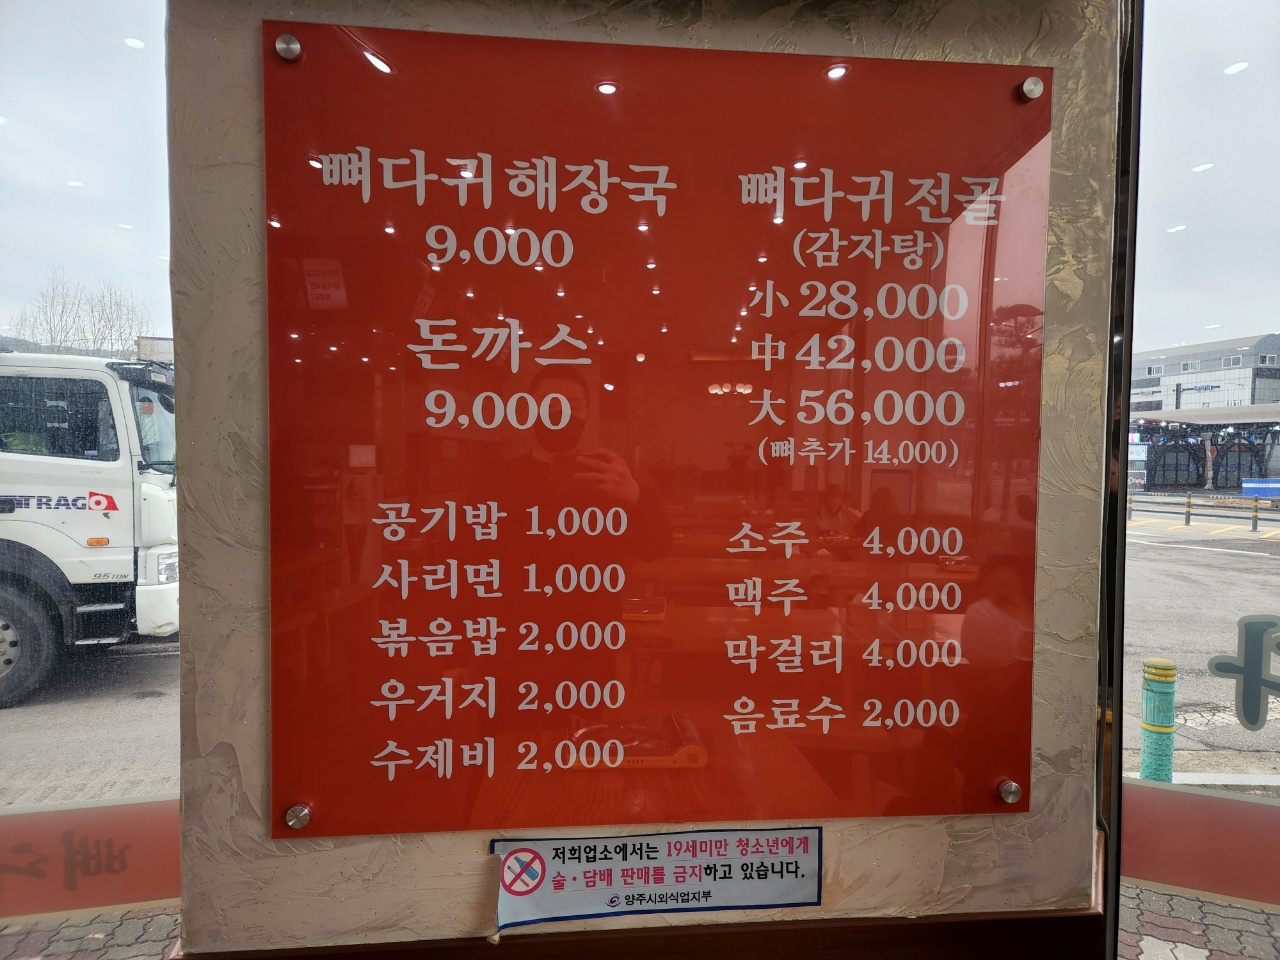 뼈다귀해장국
9,000
돈까스
9,000
공기밥 1,000
사리면 1,000
볶음밥 2,000
우거지 2,000
수제비 2,000
뼈다귀전골
(감자탕)
小 28,000
中 42,000
大 56,000
(뼈추가 14,000)
소주 4,000
맥주 4,000
막걸리 4,000
음료수 2,000
저희업소에서는 19세미만 청소년에게
술·담배 판매를 금지하고 있습니다.
양주시외식업지부
TRAGO
9.5 TON